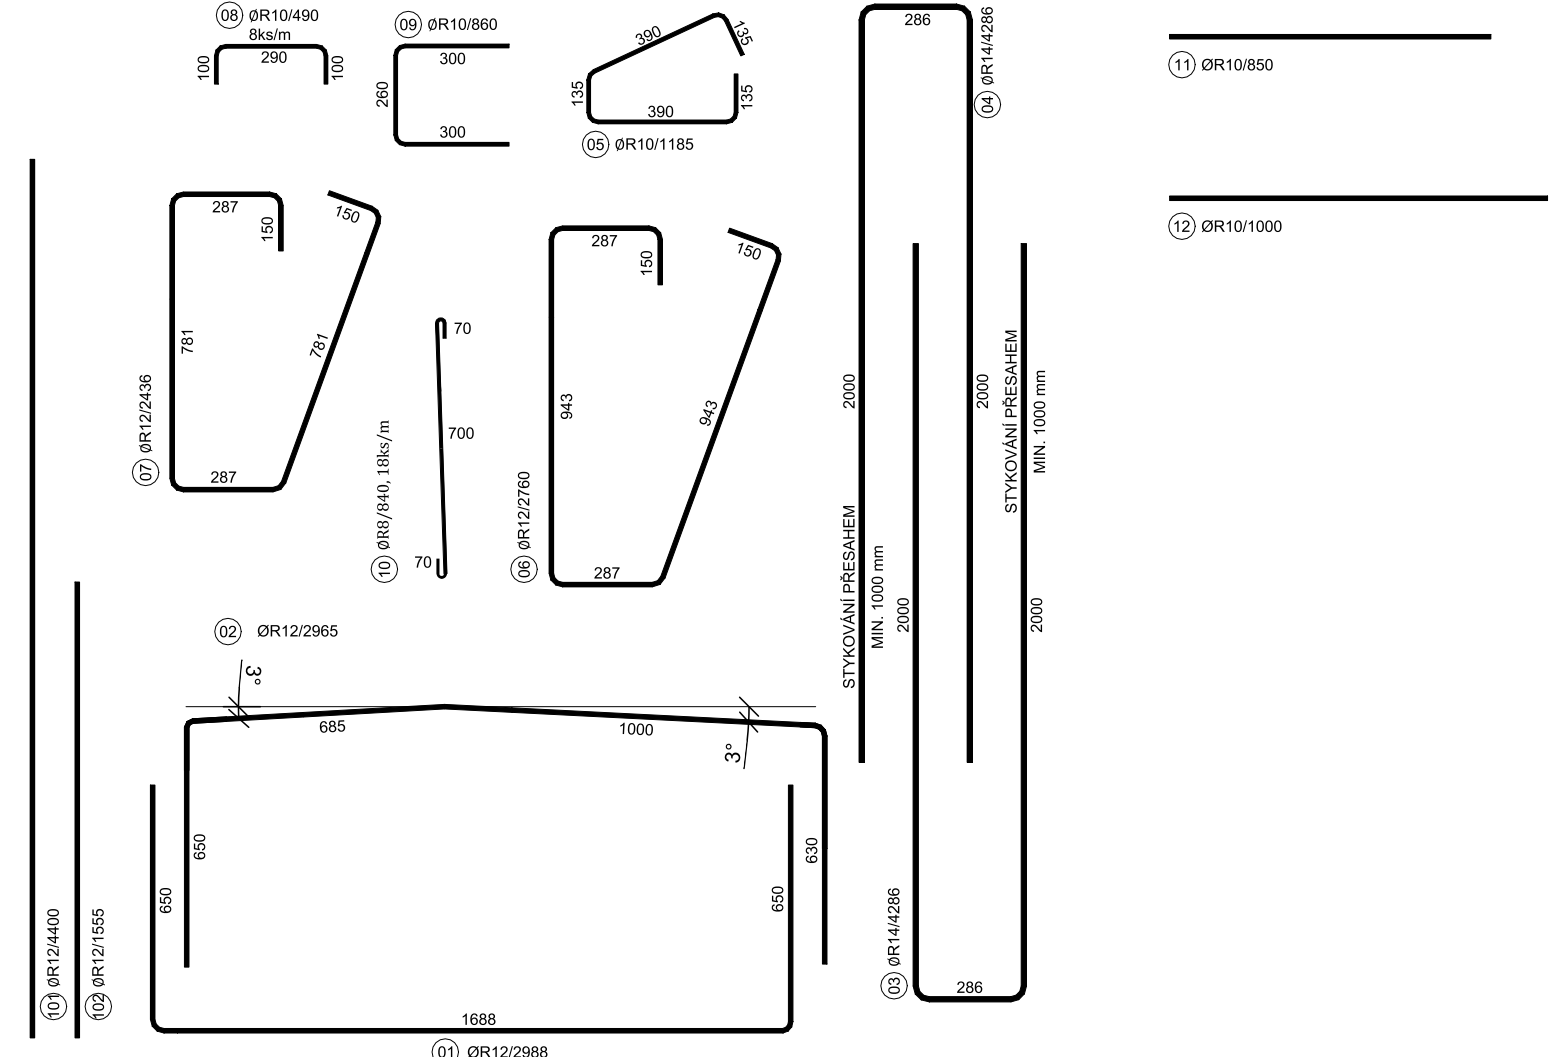 08 ØR10/490
8ks/m
290
100
100
09 ØR10/860
300
260
300
390
135
135
135
390
05 ØR10/1185
286
04 ØR14/4286
11 ØR10/850
12 ØR10/1000
287
150
150
781
781
287
07 ØR12/2436
70
700
70
10 ØR8/840, 18ks/m
287
150
150
943
943
287
06 ØR12/2760
2000
2000
STYKOVÁNÍ PŘESAHEM
MIN. 1000 mm
STYKOVÁNÍ PŘESAHEM
MIN. 1000 mm
2000
2000
03 ØR14/4286
286
02 ØR12/2965
3°
685
1000
3°
650
630
650
650
1688
01 ØR12/2988
101 ØR12/4400
102 ØR12/1555